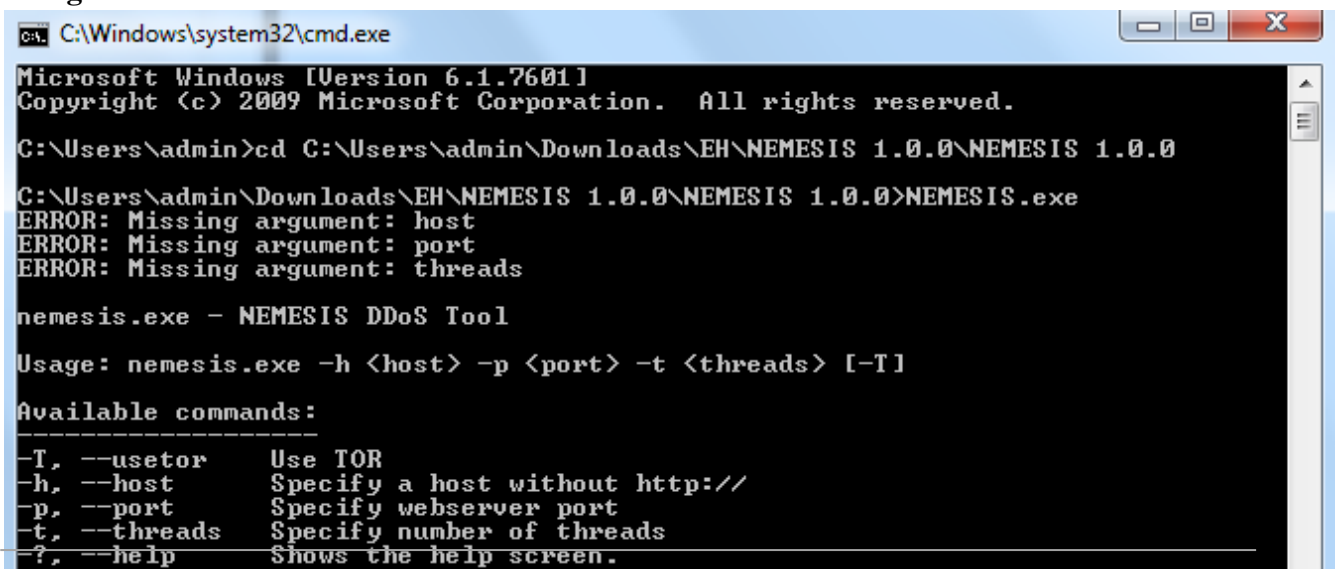 C:\Windows\system32\cmd.exe
Microsoft Windows [Version 6.1.7601]
Copyright (c) 2009 Microsoft Corporation.  All rights reserved.
C:\Users\admin>cd C:\Users\admin\Downloads\EH\NEMESIS 1.0.0\NEMESIS 1.0.0
C:\Users\admin\Downloads\EH\NEMESIS 1.0.0\NEMESIS 1.0.0>NEMESIS.exe
ERROR: Missing argument: host
ERROR: Missing argument: port
ERROR: Missing argument: threads
nemesis.exe - NEMESIS DDoS Tool
Usage: nemesis.exe -h <host> -p <port> -t <threads> [-T]
Available commands:
-------------------
-T, --usetor    Use TOR
-h, --host      Specify a host without http://
-p, --port      Specify webserver port
-t, --threads   Specify number of threads
-?, --help      Shows the help screen.